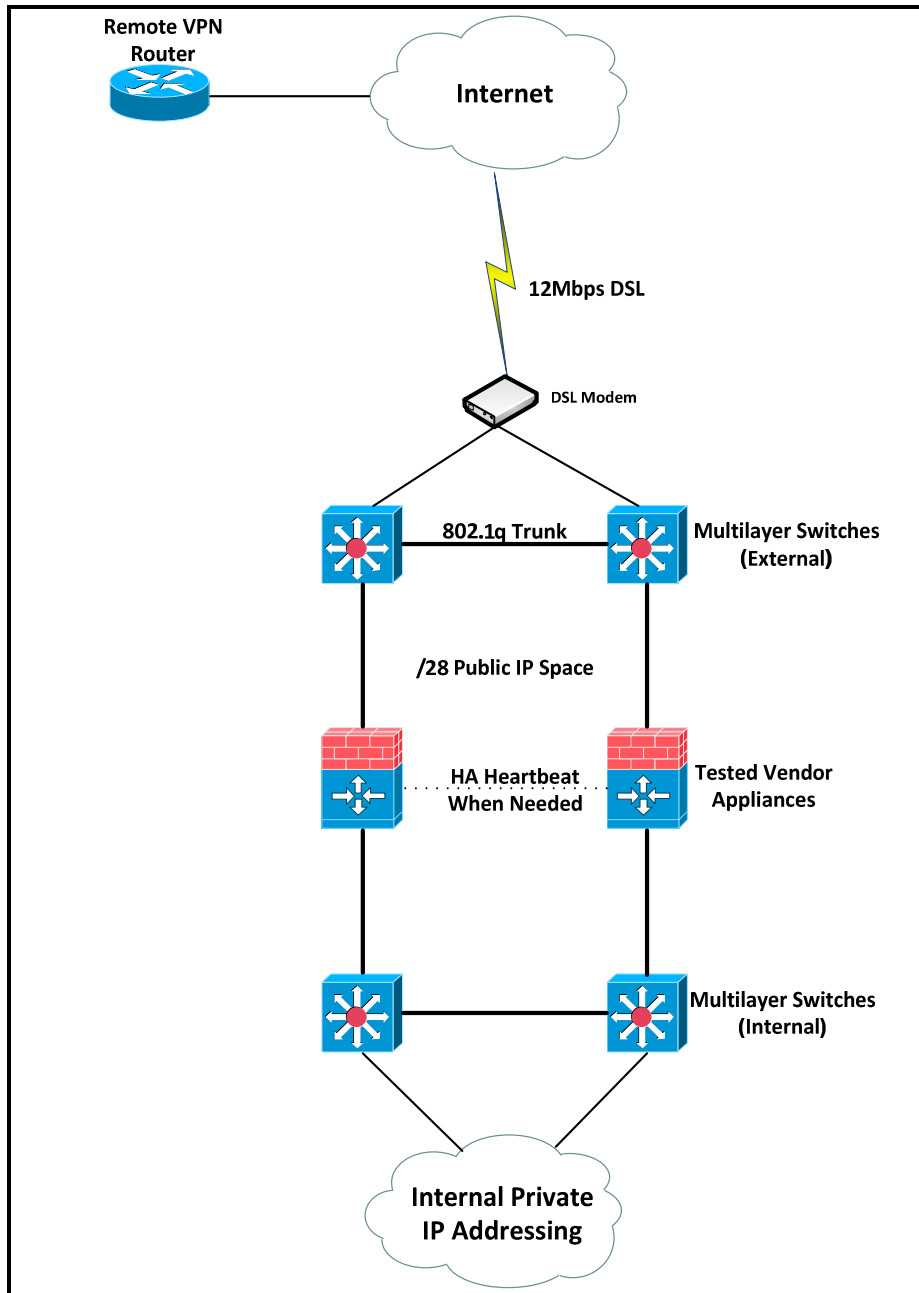 Remote VPN
Router
Internet
12Mbps DSL
DSL Modem
802.1q Trunk
Multilayer Switches
(External)
/28 Public IP Space
HA Heartbeat
When Needed
Tested Vendor
Appliances
Multilayer Switches
(Internal)
Internal Private
IP Addressing